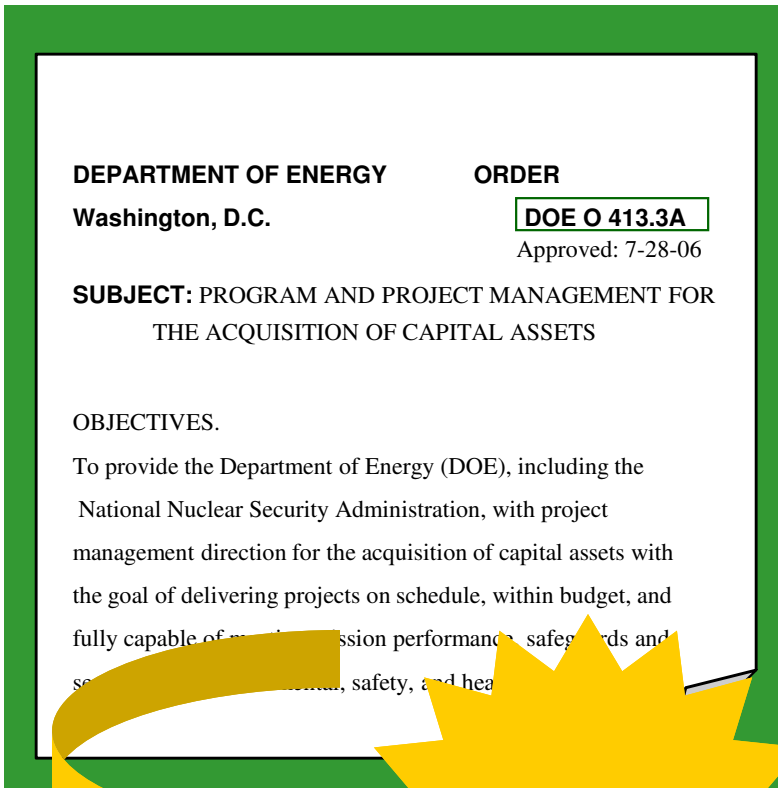 DEPARTMENT OF ENERGY ORDER
Washington, D.C. DOE O 413.3A
Approved: 7-28-06
SUBJECT: PROGRAM AND PROJECT MANAGEMENT FOR
THE ACQUISITION OF CAPITAL ASSETS
OBJECTIVES.
To provide the Department of Energy (DOE), including the
National Nuclear Security Administration, with project
management direction for the acquisition of capital assets with
the goal of delivering projects on schedule, within budget, and
fully capable of performance, safeguards and
safety, and